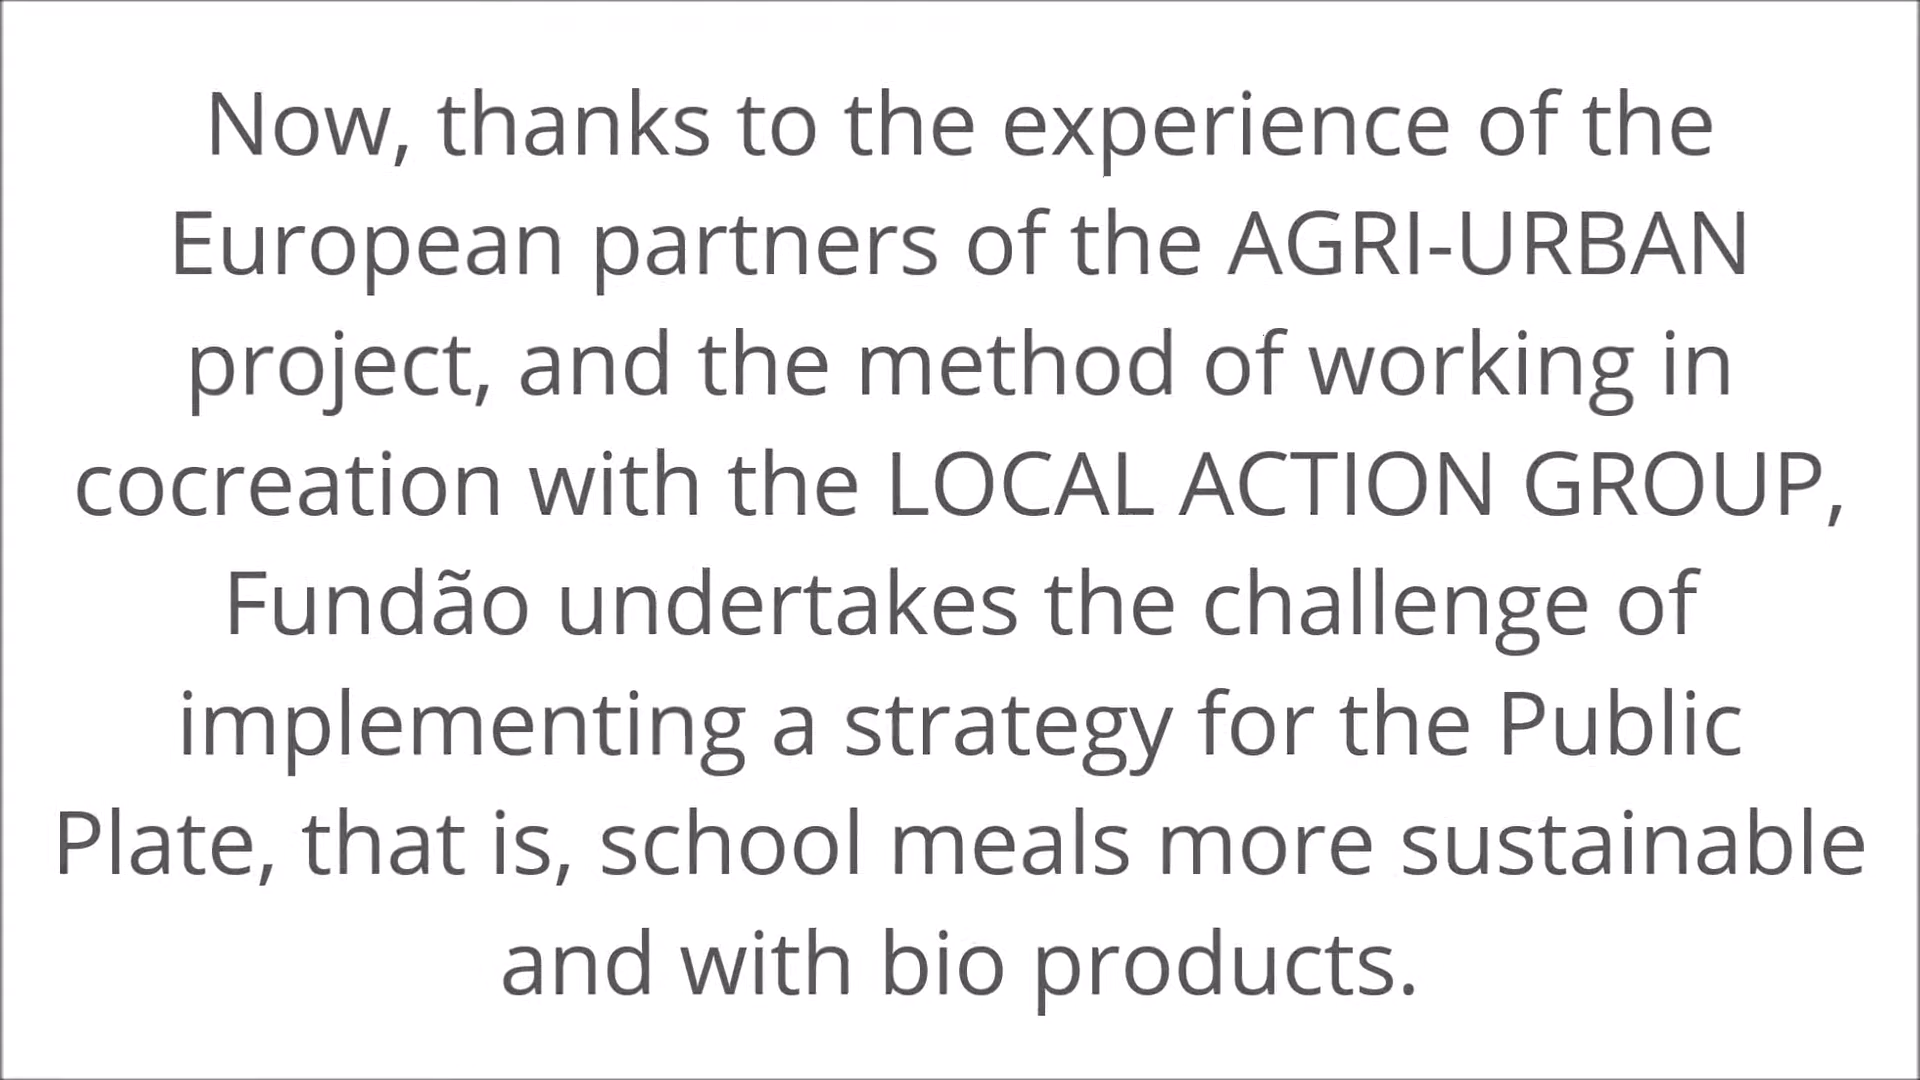 Now, thanks to the experience of the
European partners of the AGRI-URBAN
project, and the method of working in
cocreation with the LOCAL ACTION GROUP,
Fundão undertakes the challenge of
implementing a strategy for the Public
Plate, that is, school meals more sustainable
and with bio products.